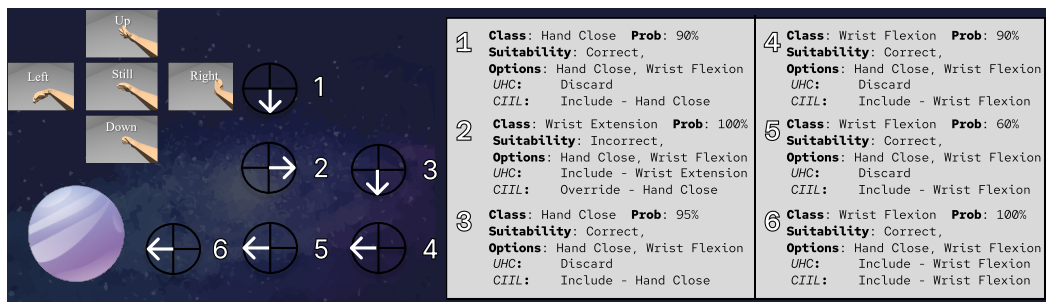 Up
Left
Still
Right
Down
1
2
3
6
5
4
1
Class: Hand Close Prob: 90%
Suitability: Correct,
Options: Hand Close, Wrist Flexion
UHC: Discard
CIIL: Include - Hand Close
2
Class: Wrist Extension Prob: 100%
Suitability: Incorrect,
Options: Hand Close, Wrist Flexion
UHC: Include - Wrist Extension
CIIL: Override - Hand Close
3
Class: Hand Close Prob: 95%
Suitability: Correct,
Options: Hand Close, Wrist Flexion
UHC: Discard
CIIL: Include - Hand Close
4
Class: Wrist Flexion Prob: 90%
Suitability: Correct,
Options: Hand Close, Wrist Flexion
UHC: Discard
CIIL: Include - Wrist Flexion
5
Class: Wrist Flexion Prob: 60%
Suitability: Correct,
Options: Hand Close, Wrist Flexion
UHC: Discard
CIIL: Include - Wrist Flexion
6
Class: Wrist Flexion Prob: 100%
Suitability: Correct,
Options: Hand Close, Wrist Flexion
UHC: Include - Wrist Flexion
CIIL: Include - Wrist Flexion